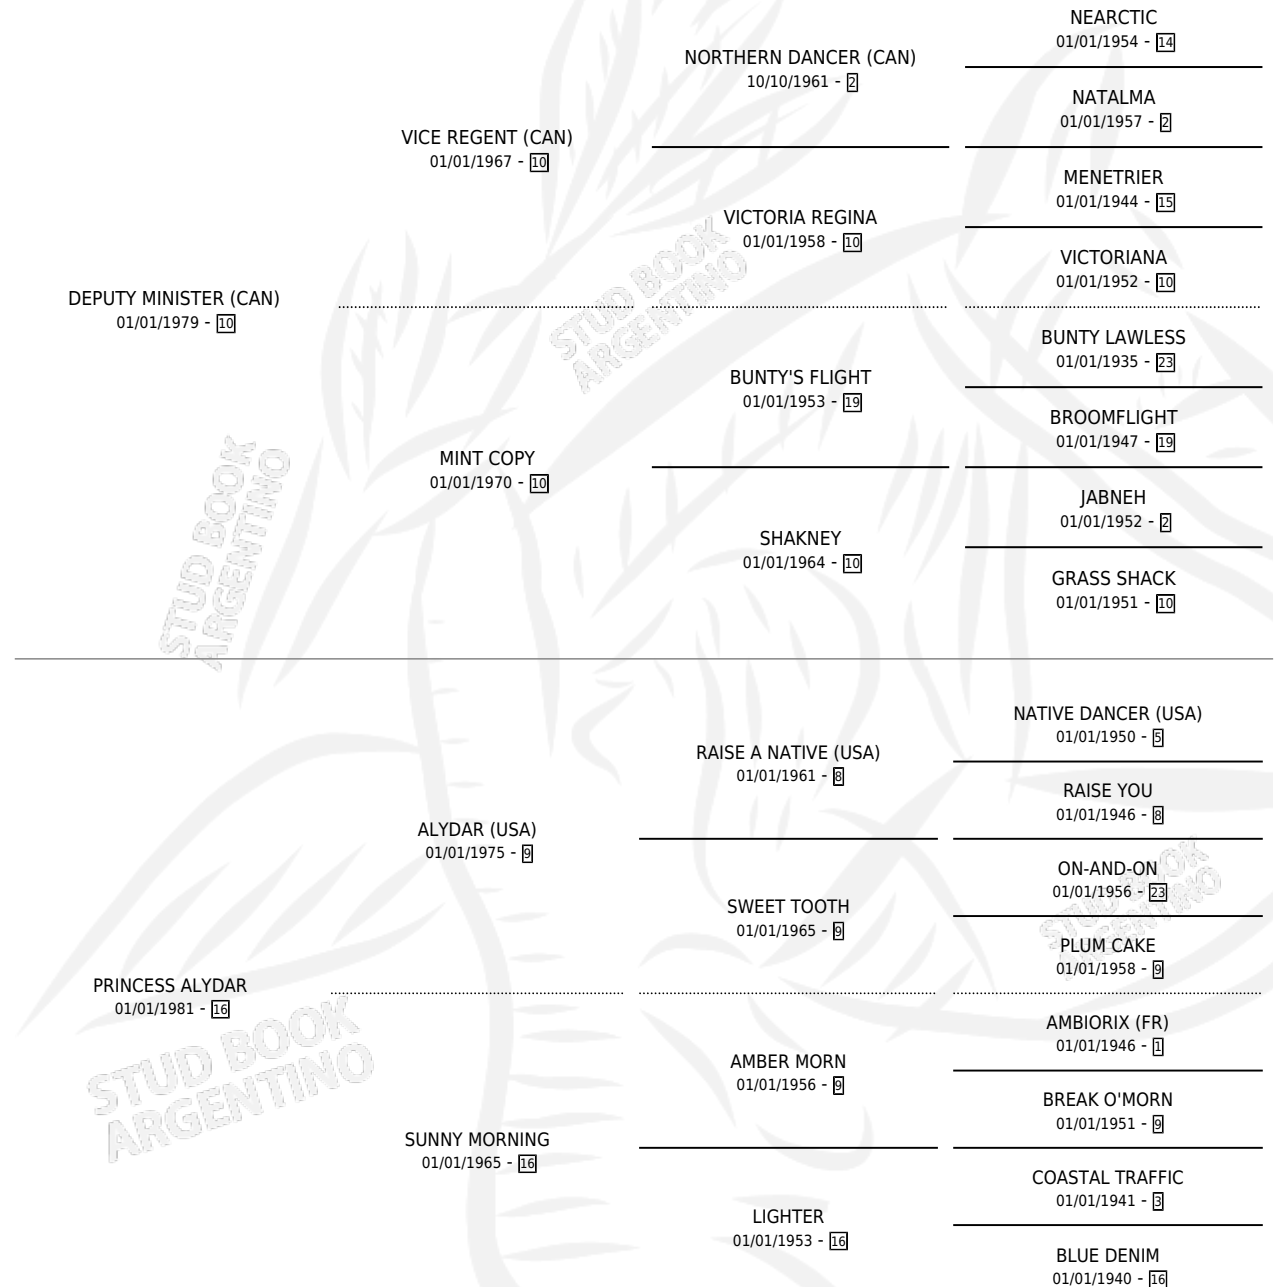 NEARCTIC
01/01/1954 - 14
NORTHERN DANCER (CAN)
10/10/1961 - 2
NATALMA
01/01/1957 - 2
VICE REGENT (CAN)
01/01/1967 - 10
MENETRIER
01/01/1944 - 15
VICTORIA REGINA
01/01/1958 - 10
VICTORIANA
01/01/1952 - 10
DEPUTY MINISTER (CAN)
01/01/1979 - 10
BUNTY LAWLESS
01/01/1935 - 23
BUNTY'S FLIGHT
01/01/1953 - 19
BROOMFLIGHT
01/01/1947 - 19
MINT COPY
01/01/1970 - 10
JABNEH
01/01/1952 - 2
SHAKNEY
01/01/1964 - 10
GRASS SHACK
01/01/1951 - 10
NATIVE DANCER (USA)
01/01/1950 - 5
RAISE A NATIVE (USA)
01/01/1961 - 8
RAISE YOU
01/01/1946 - 8
ALYDAR (USA)
01/01/1975 - 9
ON-AND-ON
01/01/1956 - 23
SWEET TOOTH
01/01/1965 - 9
PLUM CAKE
01/01/1958 - 9
PRINCESS ALYDAR
01/01/1981 - 16
AMBIORIX (FR)
01/01/1946 - 1
AMBER MORN
01/01/1956 - 9
BREAK O'MORN
01/01/1951 - 9
SUNNY MORNING
01/01/1965 - 16
COASTAL TRAFFIC
01/01/1941 - 3
LIGHTER
01/01/1953 - 16
BLUE DENIM
01/01/1940 - 16
STUD BOOK
ARGENTINO
STUD BOOK
ARGENTINO
STUD BOOK
ARGENTINO
STUD BOOK
ARGENTINO